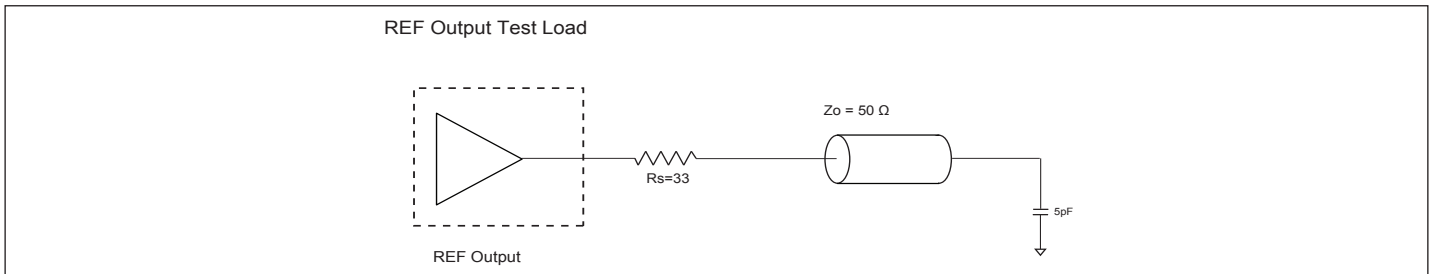 REF Output Test Load
Zo = 50 Ω
Rs=33
5pF
REF Output